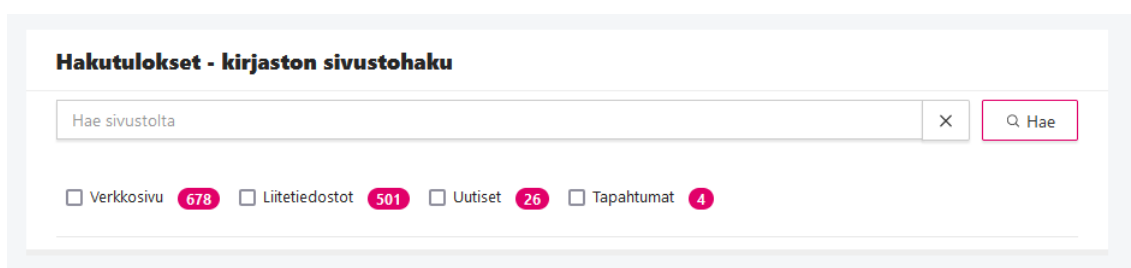 Hakutulokset - kirjaston sivustohaku
Hae sivustolta Hae
Verkkosivu 678 Liitetiedostot 501 Uutiset 26 Tapahtumat 4